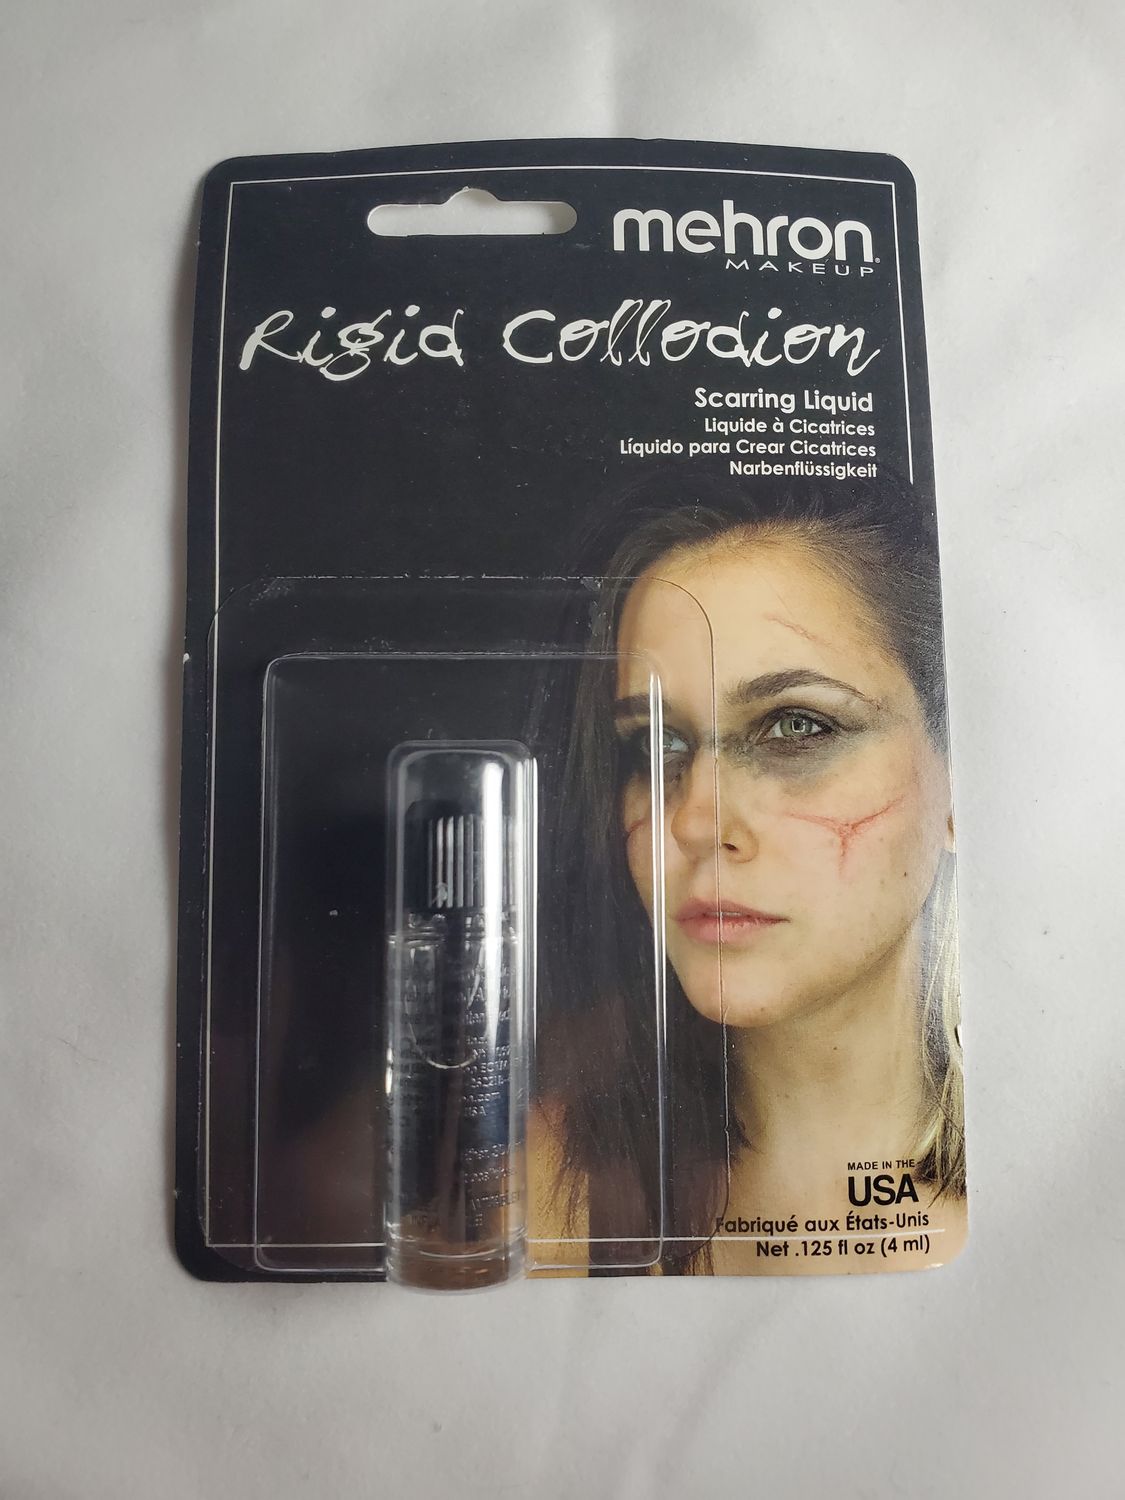 mehron®
MAKEUP
Rigid Collodion
Scarring Liquid
Liquide à Cicatrices
Líquido para Crear Cicatrices
Narbenflüssigkeit
MADE IN THE
USA
Fabriqué aux États-Unis
Net .125 fl oz (4 ml)